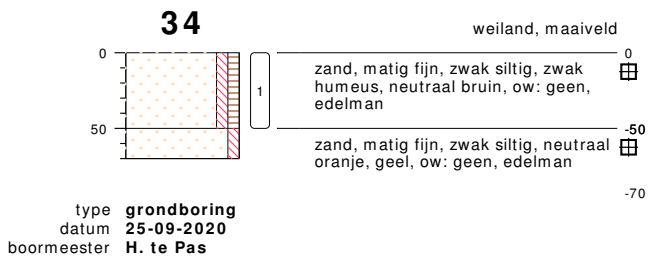 34
weiland, maaiveld
0
0
zand, matig fijn, zwak siltig, zwak
humeus, neutraal bruin, ow: geen,
edelman
1
50
-50
zand, matig fijn, zwak siltig, neutraal
oranje, geel, ow: geen, edelman
-70
type grondboring
datum 25-09-2020
boormeester H. te Pas